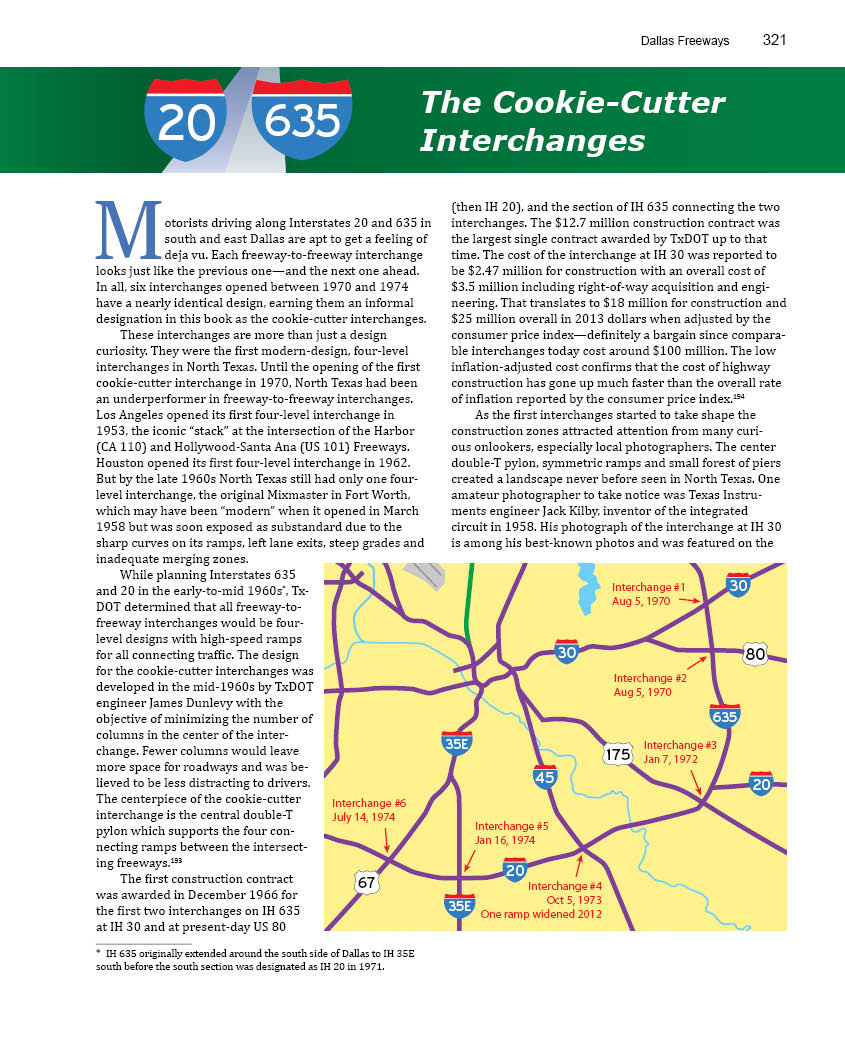 Dallas Freeways 321
20 635
The Cookie-Cutter
Interchanges
Motorists driving along Interstates 20 and 635 in
south and east Dallas are apt to get a feeling of
deja vu. Each freeway-to-freeway interchange
looks just like the previous one—and the next one ahead.
In all, six interchanges opened between 1970 and 1974
have a nearly identical design, earning them an informal
designation in this book as the cookie-cutter interchanges.
These interchanges are more than just a design
curiosity. They were the first modern-design, four-level
interchanges in North Texas. Until the opening of the first
cookie-cutter interchange in 1970, North Texas had been
an underperformer in freeway-to-freeway interchanges.
Los Angeles opened its first four-level interchange in
1953, the iconic “stack” at the intersection of the Harbor
(CA 110) and Hollywood-Santa Ana (US 101) Freeways.
Houston opened its first four-level interchange in 1962.
But by the late 1960s North Texas still had only one four-
level interchange, the original Mixmaster in Fort Worth,
which may have been “modern” when it opened in March
1958 but was soon exposed as substandard due to the
sharp curves on its ramps, left lane exits, steep grades and
inadequate merging zones.
While planning Interstates 635
and 20 in the early-to-mid 1960s*, Tx-
DOT determined that all freeway-to-
freeway interchanges would be four-
level designs with high-speed ramps
for all connecting traffic. The design
for the cookie-cutter interchanges was
developed in the mid-1960s by TxDOT
engineer James Dunlevy with the
objective of minimizing the number of
columns in the center of the inter-
change. Fewer columns would leave
more space for roadways and was be-
lieved to be less distracting to drivers.
The centerpiece of the cookie-cutter
interchange is the central double-T
pylon which supports the four con-
necting ramps between the intersect-
ing freeways.193
The first construction contract
was awarded in December 1966 for
the first two interchanges on IH 635
at IH 30 and at present-day US 80
* IH 635 originally extended around the south side of Dallas to IH 35E
south before the south section was designated as IH 20 in 1971.
(then IH 20), and the section of IH 635 connecting the two
interchanges. The $12.7 million construction contract was
the largest single contract awarded by TxDOT up to that
time. The cost of the interchange at IH 30 was reported to
be $2.47 million for construction with an overall cost of
$3.5 million including right-of-way acquisition and engi-
neering. That translates to $18 million for construction and
$25 million overall in 2013 dollars when adjusted by the
consumer price index—definitely a bargain since compara-
ble interchanges today cost around $100 million. The low
inflation-adjusted cost confirms that the cost of highway
construction has gone up much faster than the overall rate
of inflation reported by the consumer price index.194
As the first interchanges started to take shape the
construction zones attracted attention from many curi-
ous onlookers, especially local photographers. The center
double-T pylon, symmetric ramps and small forest of piers
created a landscape never before seen in North Texas. One
amateur photographer to take notice was Texas Instru-
ments engineer Jack Kilby, inventor of the integrated
circuit in 1958. His photograph of the interchange at IH 30
is among his best-known photos and was featured on the
Interchange #1
Aug 5, 1970
30
30
80
Interchange #2
Aug 5, 1970
635
35E
175
Interchange #3
Jan 7, 1972
45
20
Interchange #6
July 14, 1974
Interchange #5
Jan 16, 1974
20
67
35E
Interchange #4
Oct 5, 1973
One ramp widened 2012